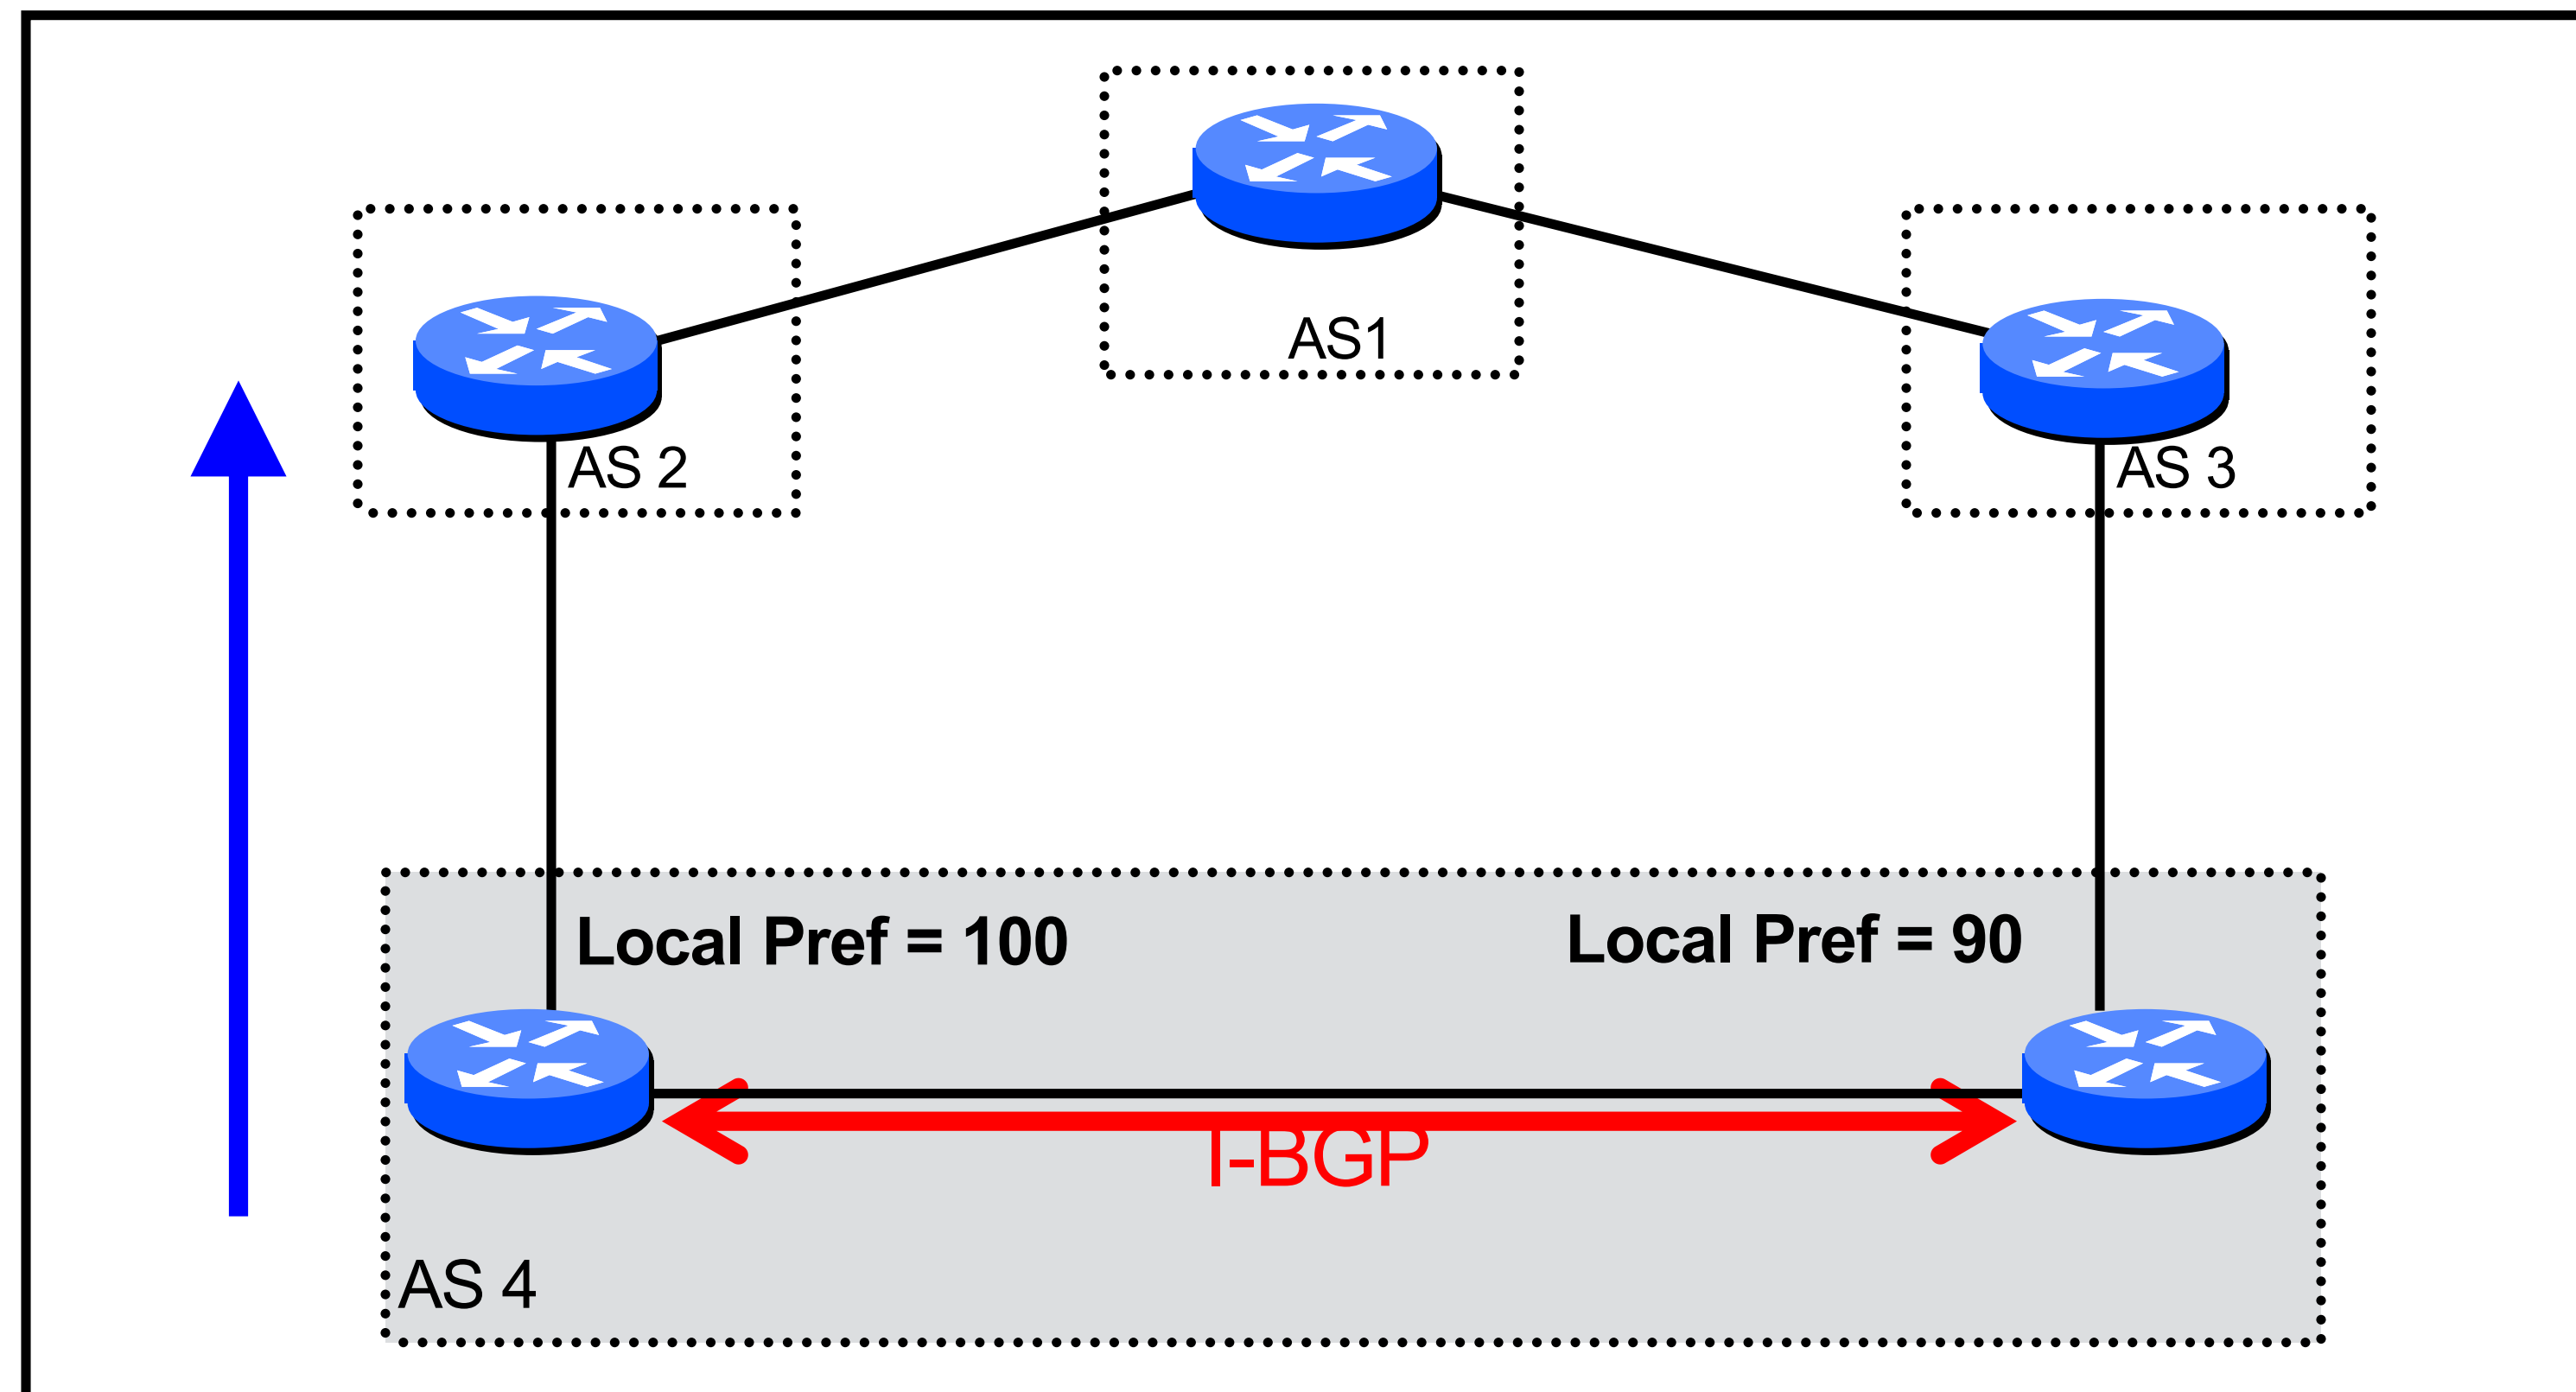 AS1
AS 2
AS 3
Local Pref = 100
Local Pref = 90
I-BGP
AS 4